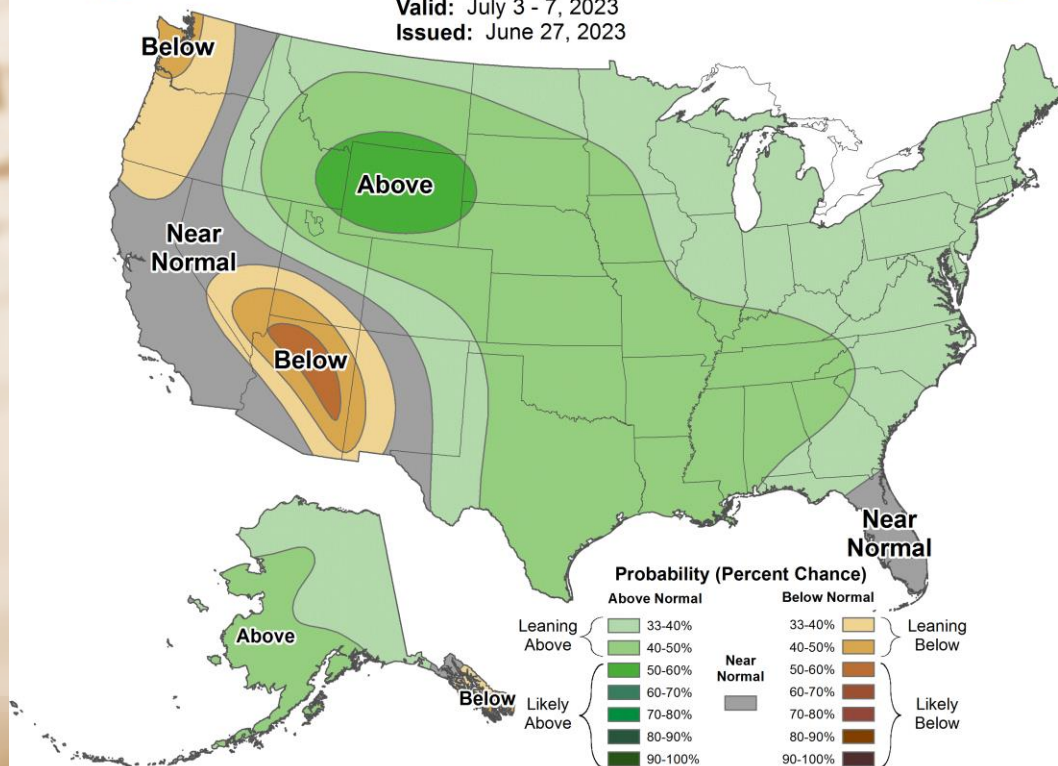 Valid: July 3 - 7, 2023
Issued: June 27, 2023
Below
Above
Near
Normal
Below
Near
Normal
Above
Below
Probability (Percent Chance)
Above Normal
Below Normal
Leaning
Above
33-40%
40-50%
Likely
Above
50-60%
60-70%
70-80%
80-90%
90-100%
Near
Normal
33-40%
40-50%
Leaning
Below
50-60%
60-70%
70-80%
80-90%
90-100%
Likely
Below